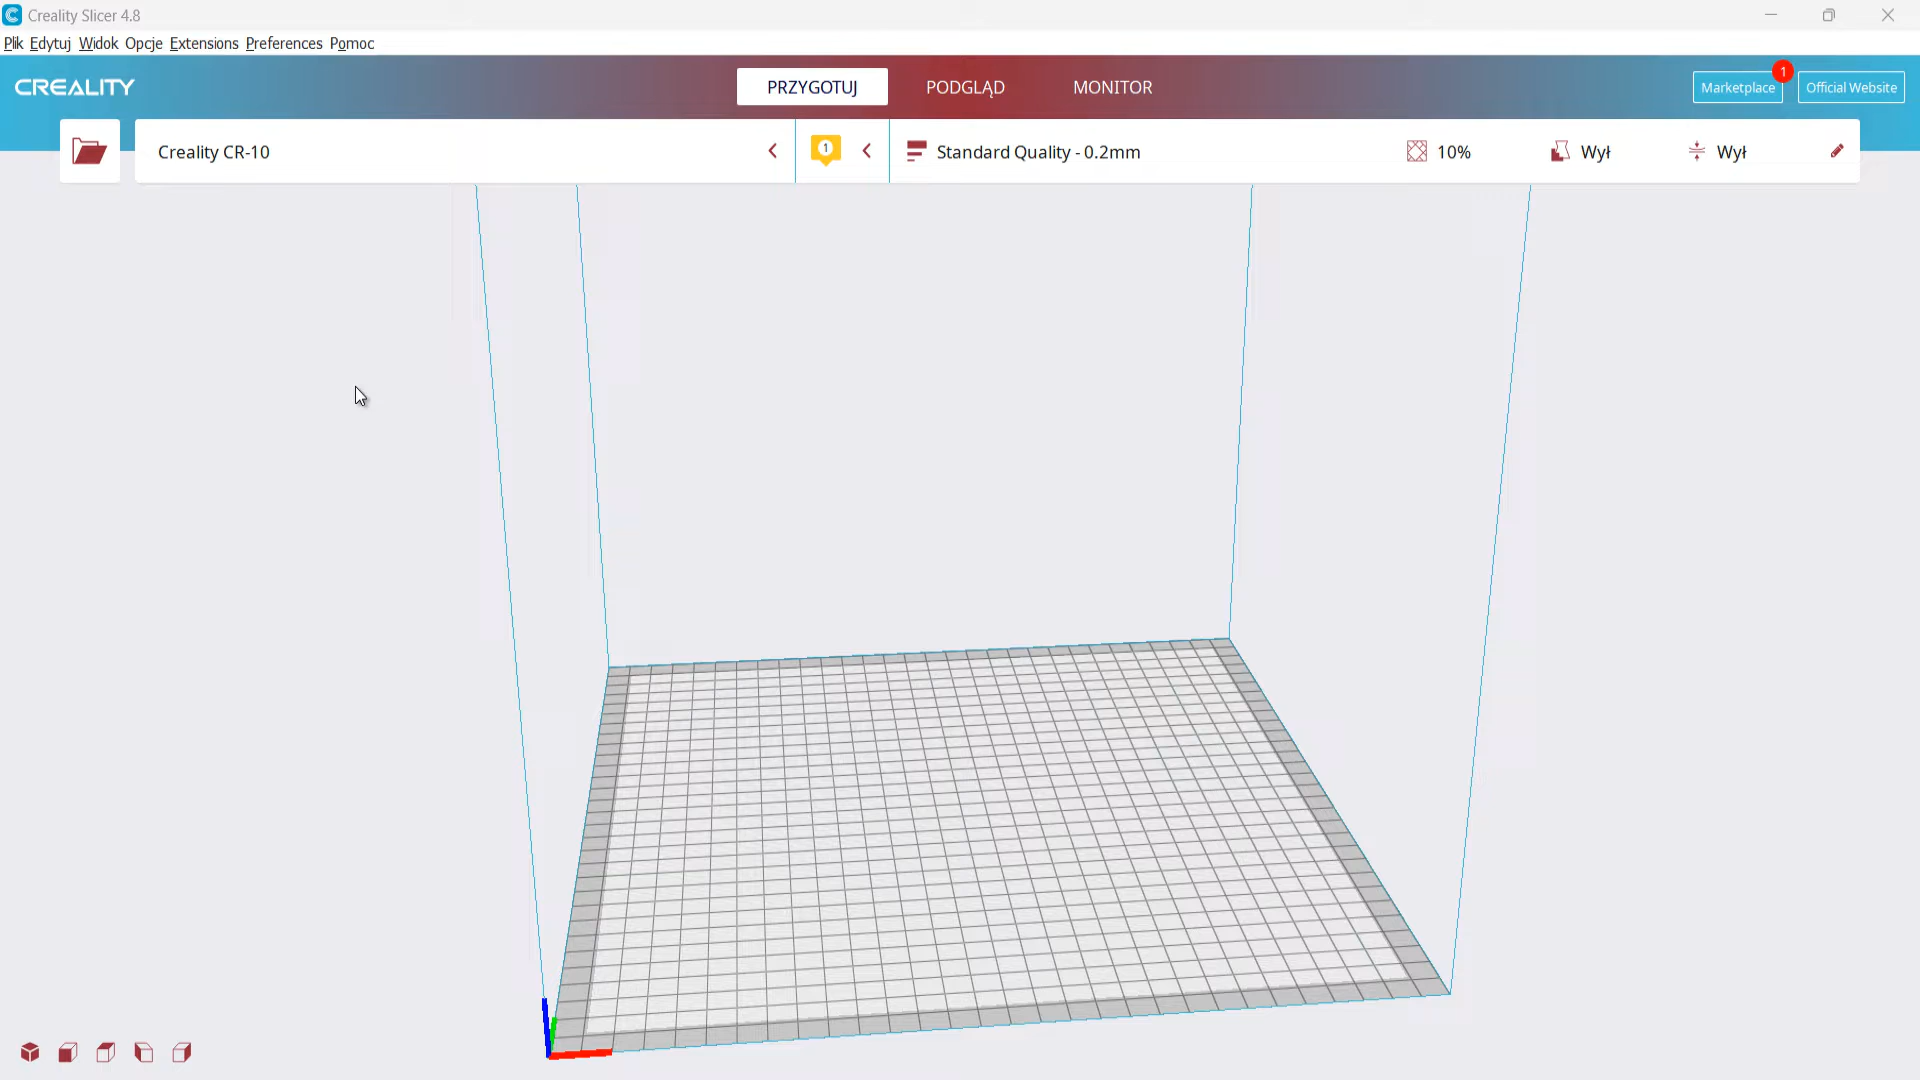 Creality Slicer 4.8
Plik Edytuj Widok Opcje Extensions Preferences Pomoc
CREALITY
PRZYGOTUJ PODGLĄD MONITOR
1
Marketplace Official Website
Creality CR-10
1
Standard Quality - 0.2mm
10% Wył Wył